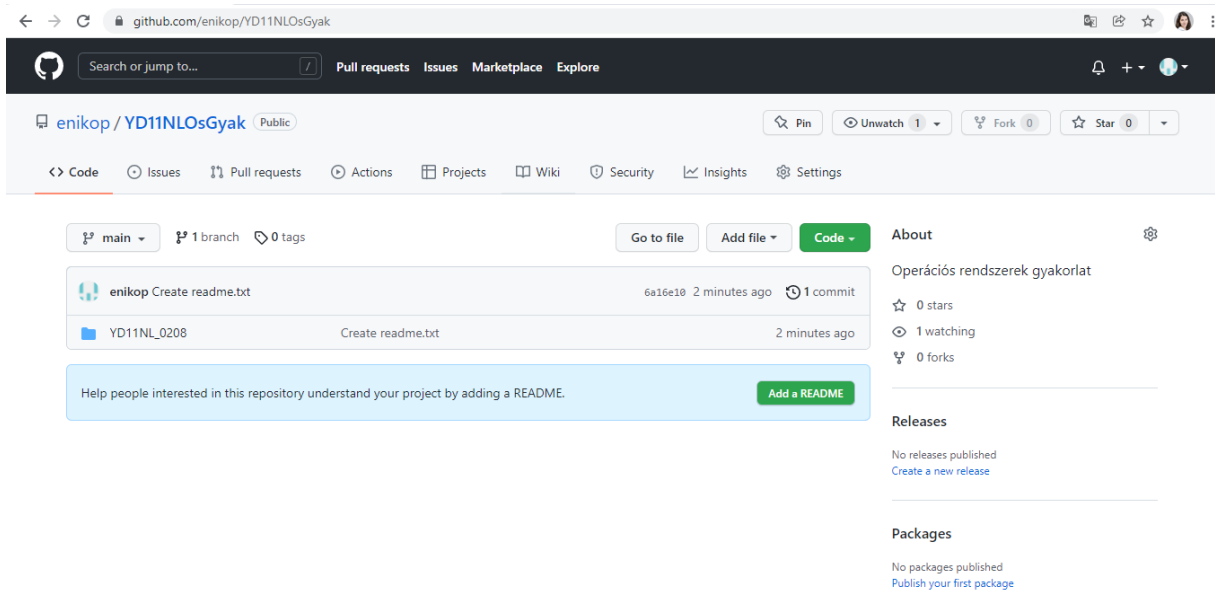 github.com/enikop/YD11NLOsGyak
Search or jump to... / Pull requests Issues Marketplace Explore
enikop / YD11NLOsGyak Public Pin Unwatch 1 Fork 0 Star 0
<> Code Issues Pull requests Actions Projects Wiki Security Insights Settings
main 1 branch 0 tags Go to file Add file Code
enikop Create readme.txt 6a16e10 2 minutes ago 1 commit
YD11NL_0208 Create readme.txt 2 minutes ago
Help people interested in this repository understand your project by adding a README. Add a README
About
Operációs rendszerek gyakorlat
0 stars
1 watching
0 forks
Releases
No releases published
Create a new release
Packages
No packages published
Publish your first package